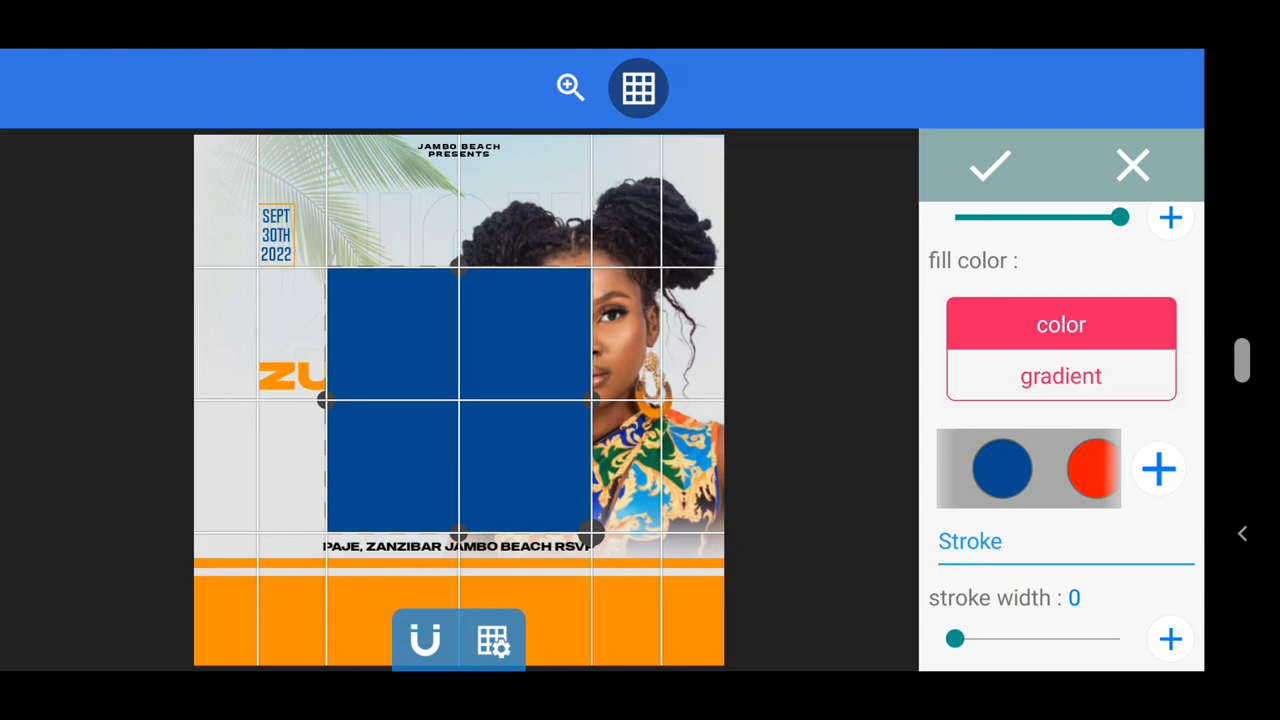 JAMBO BEACH
PRESENTS
SEPT
30TH
2022
ZU
PAJE, ZANZIBAR JAMBO BEACH RSVP
fill color :
color
gradient
Stroke
stroke width : 0